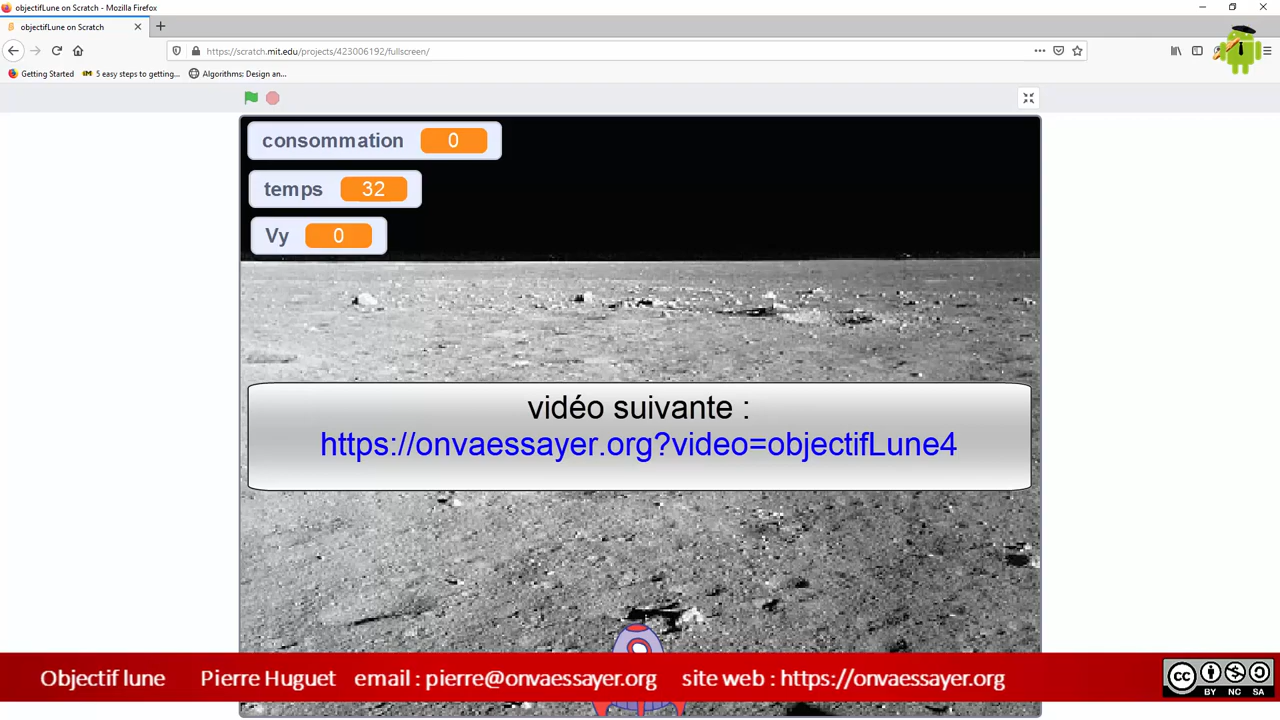 objectifLune on Scratch - Mozilla Firefox
objectifLune on Scratch
https://scratch.mit.edu/projects/423006192/fullscreen/
Getting Started
5 easy steps to getting...
Algorithms: Design an...
consommation 0
temps 32
Vy 0
vidéo suivante :
https://onvaessayer.org?video=objectifLune4
Objectif lune Pierre Huguet email : pierre@onvaessayer.org site web : https://onvaessayer.org
CC BY NC SA